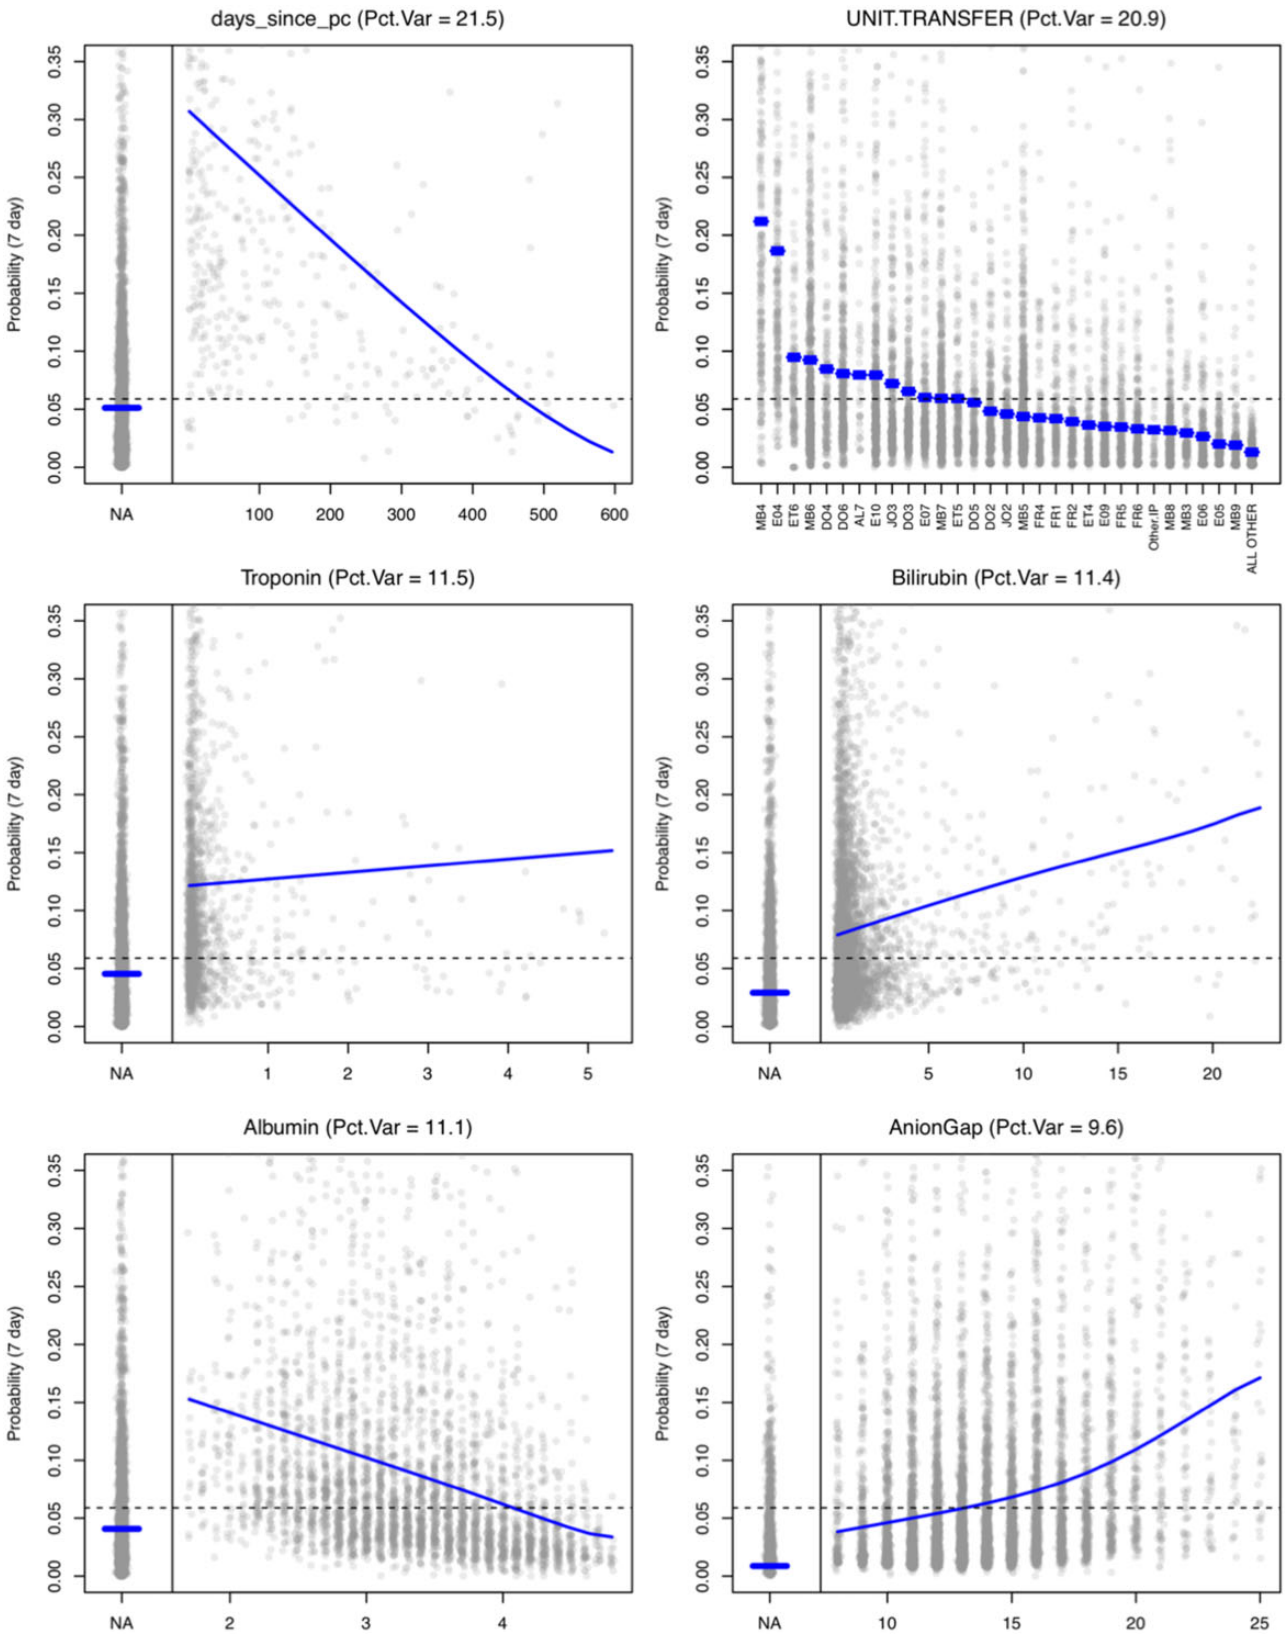 days_since_pc (Pct.Var = 21.5)
Probability (7 day)
0.35
0.30
0.25
0.20
0.15
0.10
0.05
0.00
NA 100 200 300 400 500 600
UNIT.TRANSFER (Pct.Var = 20.9)
Probability (7 day)
0.35
0.30
0.25
0.20
0.15
0.10
0.05
0.00
MB4 E04 ET6 MB6 DO4 DO6 AL7 E10 JO3 DO3 E07 MB7 ET5 DO5 DO2 JO2 MB5 FR4 FR1 FR2 ET4 E09 FR5 FR6 Other.IP MB8 MB3 E06 E05 MB9 ALL OTHER
Troponin (Pct.Var = 11.5)
Probability (7 day)
0.35
0.30
0.25
0.20
0.15
0.10
0.05
0.00
NA 1 2 3 4 5
Bilirubin (Pct.Var = 11.4)
Probability (7 day)
0.35
0.30
0.25
0.20
0.15
0.10
0.05
0.00
NA 5 10 15 20
Albumin (Pct.Var = 11.1)
Probability (7 day)
0.35
0.30
0.25
0.20
0.15
0.10
0.05
0.00
NA 2 3 4
AnionGap (Pct.Var = 9.6)
Probability (7 day)
0.35
0.30
0.25
0.20
0.15
0.10
0.05
0.00
NA 10 15 20 25